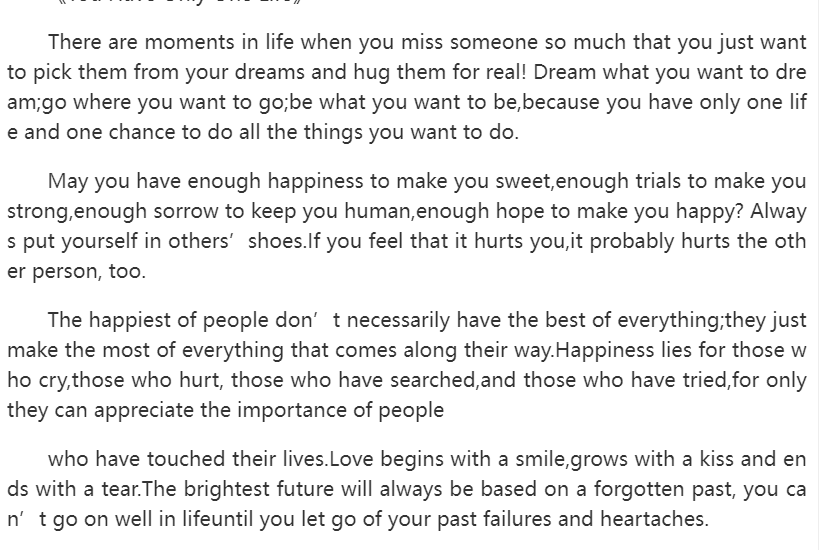 《You Have Only One Life》
There are moments in life when you miss someone so much that you just want
to pick them from your dreams and hug them for real! Dream what you want to dre
am;go where you want to go;be what you want to be,because you have only one lif
e and one chance to do all the things you want to do.
May you have enough happiness to make you sweet,enough trials to make you
strong,enough sorrow to keep you human,enough hope to make you happy? Alway
s put yourself in others’ shoes.If you feel that it hurts you,it probably hurts the oth
er person, too.
The happiest of people don’t necessarily have the best of everything;they just
make the most of everything that comes along their way.Happiness lies for those w
ho cry,those who hurt, those who have searched,and those who have tried,for only
they can appreciate the importance of people
who have touched their lives.Love begins with a smile,grows with a kiss and en
ds with a tear.The brightest future will always be based on a forgotten past, you ca
n’t go on well in lifeuntil you let go of your past failures and heartaches.